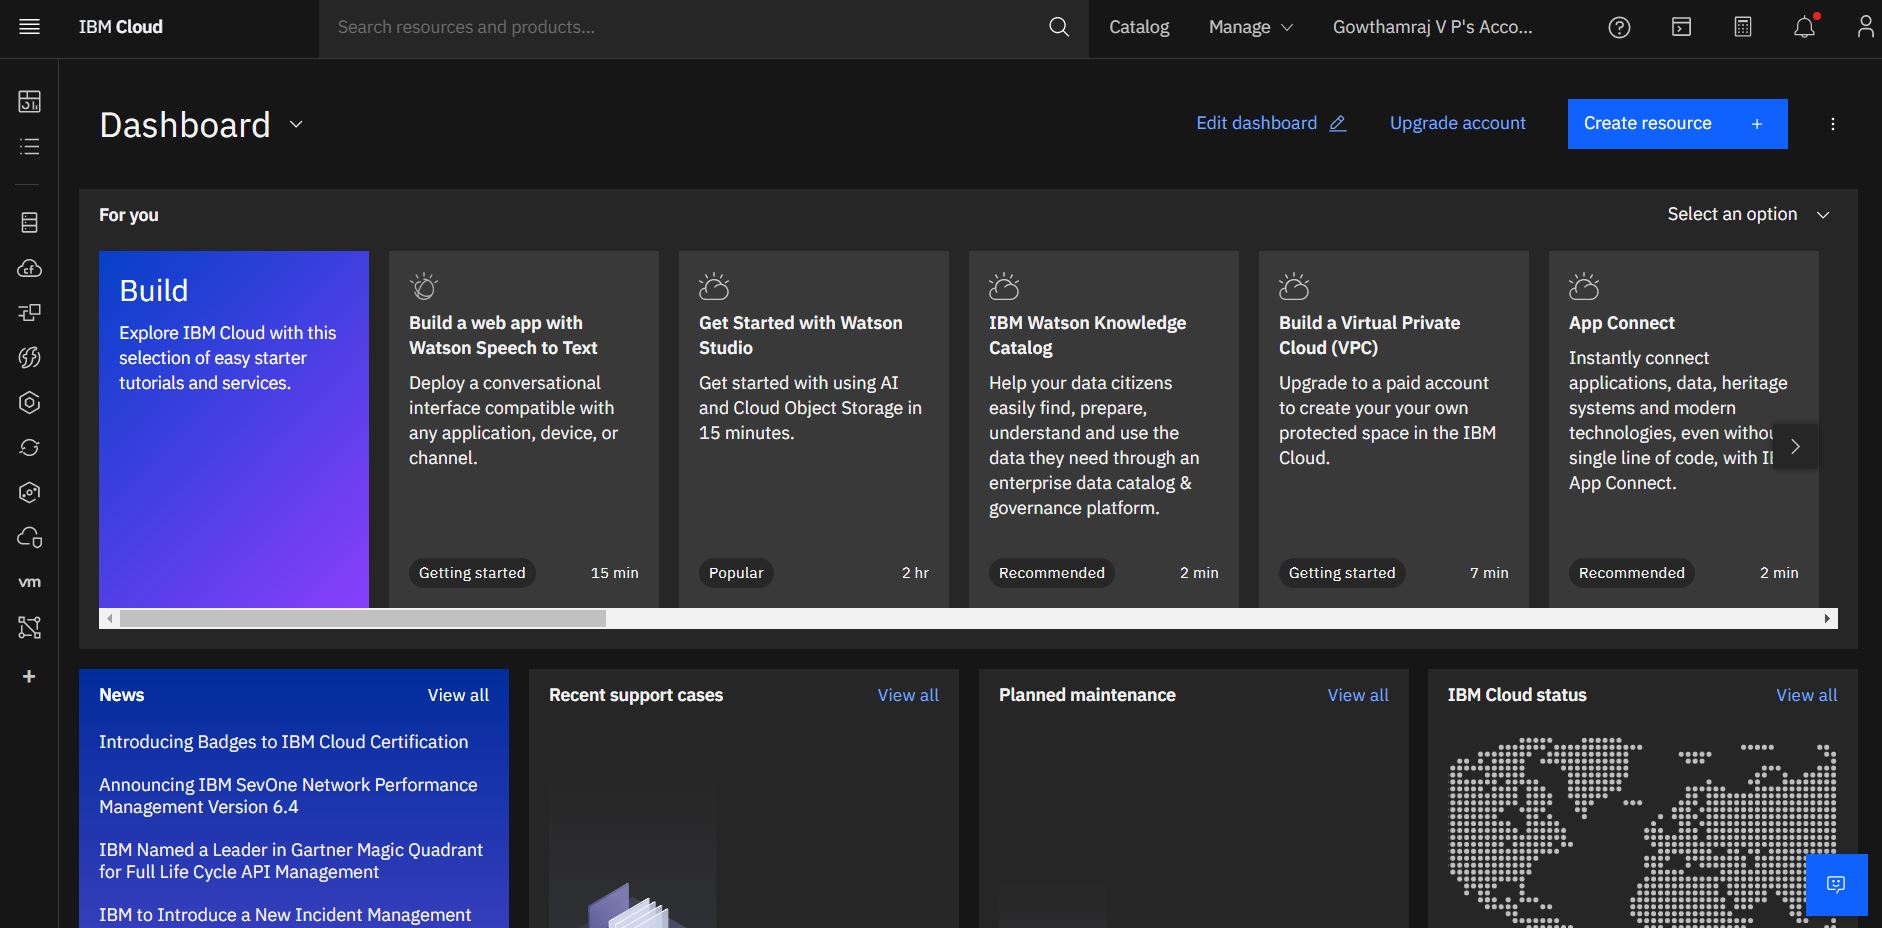 IBM Cloud
Search resources and products...
Catalog
Manage
Gowthamraj V P's Acco...
Dashboard
Edit dashboard
Upgrade account
Create resource +
For you
Select an option
Build
Explore IBM Cloud with this
selection of easy starter
tutorials and services.
Build a web app with
Watson Speech to Text
Deploy a conversational
interface compatible with
any application, device, or
channel.
Getting started
15 min
Get Started with Watson
Studio
Get started with using AI
and Cloud Object Storage in
15 minutes.
Popular
2 hr
IBM Watson Knowledge
Catalog
Help your data citizens
easily find, prepare,
understand and use the
data they need through an
enterprise data catalog &
governance platform.
Recommended
2 min
Build a Virtual Private
Cloud (VPC)
Upgrade to a paid account
to create your your own
protected space in the IBM
Cloud.
Getting started
7 min
App Connect
Instantly connect
applications, data, heritage
systems and modern
technologies, even
single line of code, with
App Connect.
Recommended
2 min
cf
vm
+
News
View all
Introducing Badges to IBM Cloud Certification
Announcing IBM SevOne Network Performance
Management Version 6.4
IBM Named a Leader in Gartner Magic Quadrant
for Full Life Cycle API Management
IBM to Introduce a New Incident Management
Recent support cases
View all
Planned maintenance
View all
IBM Cloud status
View all